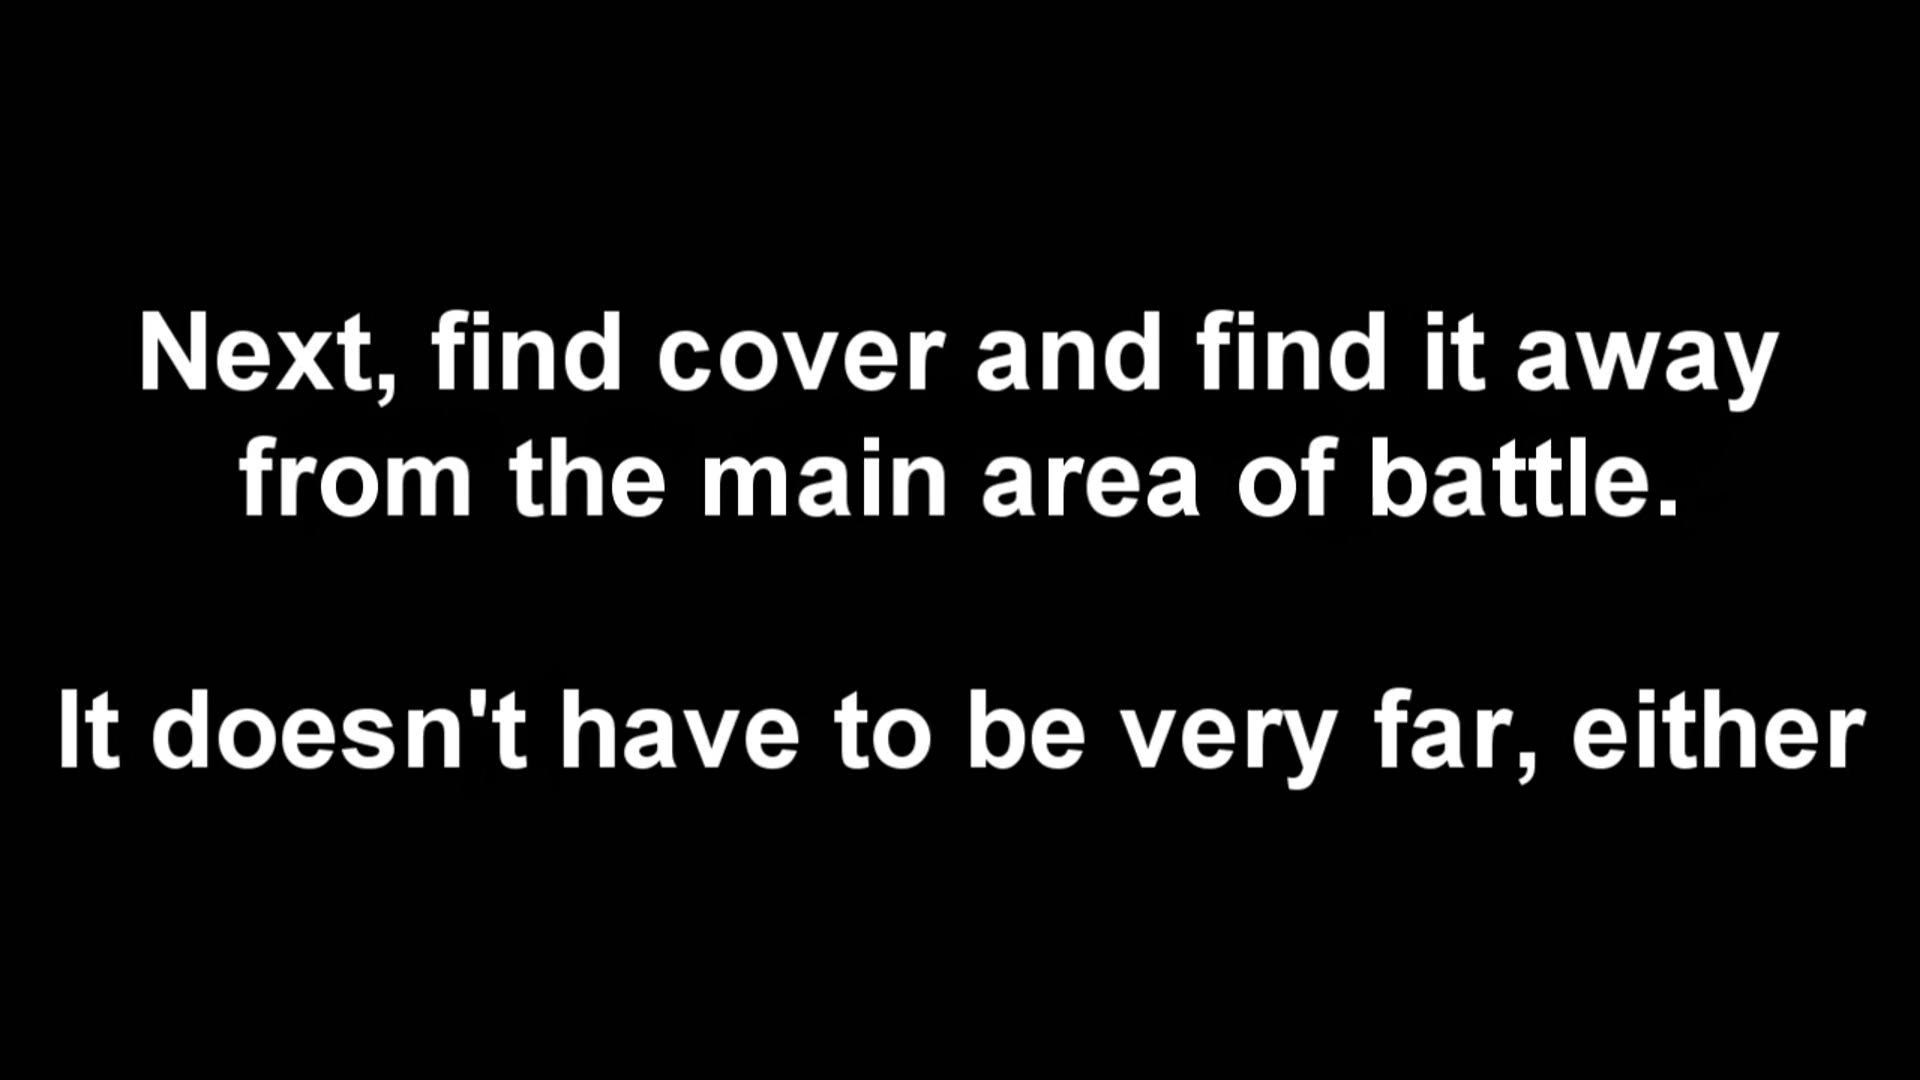 Next, find cover and find it away
from the main area of battle.
It doesn't have to be very far, either